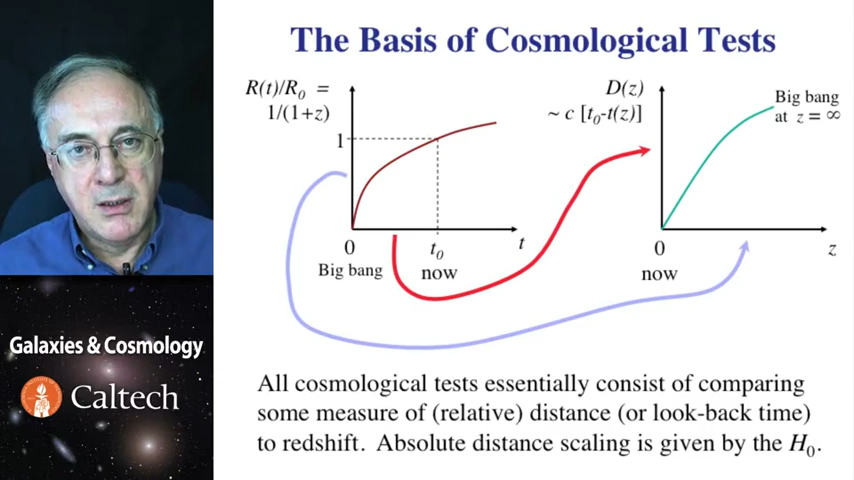 The Basis of Cosmological Tests
R(t)/R₀ =
1/(1+z)
1
0
Big bang
t₀
now
t
D(z)
~ c [t₀-t(z)]
Big bang
at z = ∞
0
now
z
Galaxies & Cosmology
Caltech
All cosmological tests essentially consist of comparing
some measure of (relative) distance (or look-back time)
to redshift. Absolute distance scaling is given by the H₀.